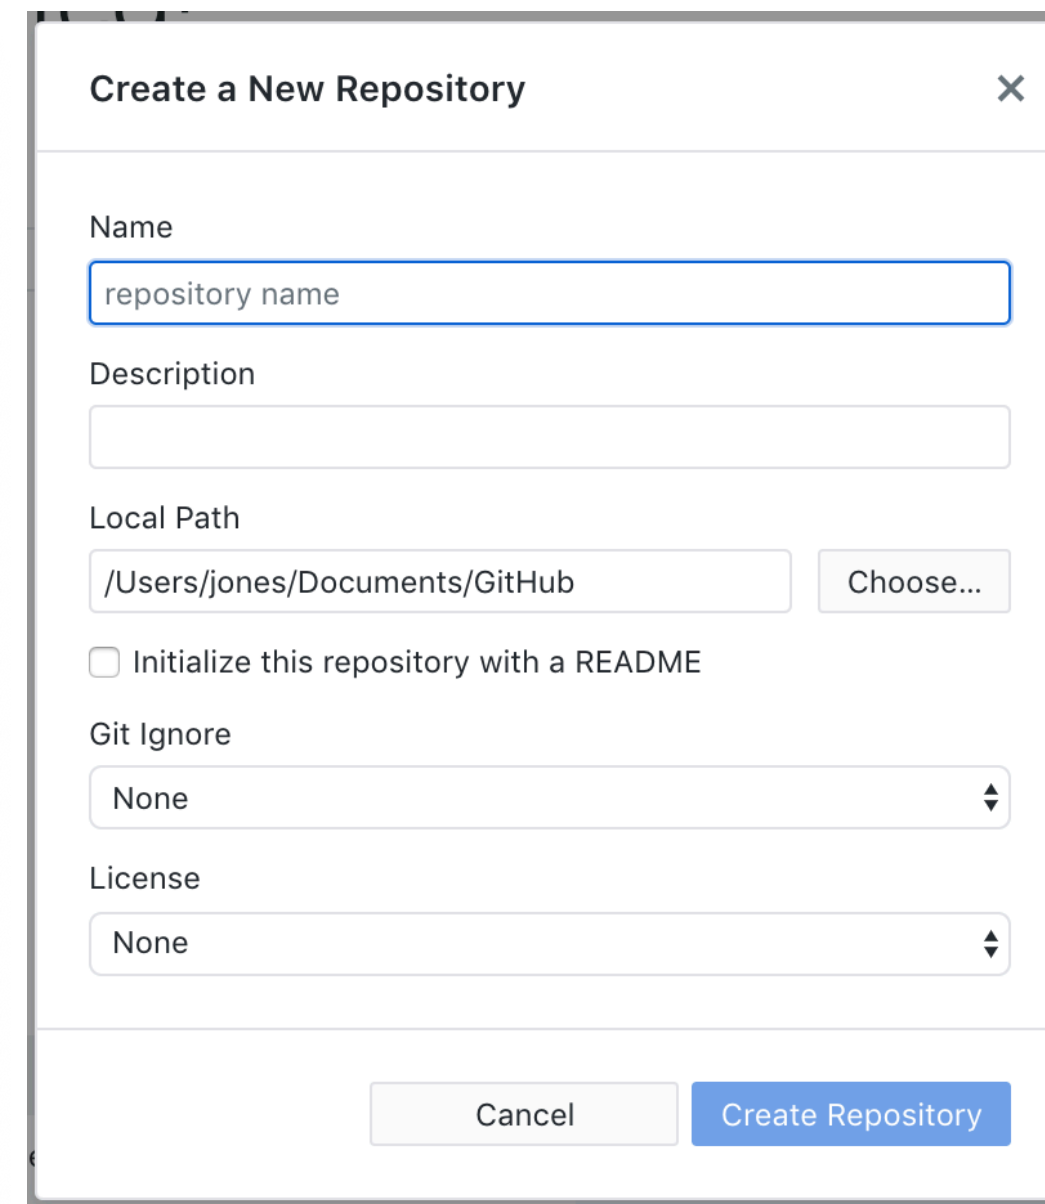 Create a New Repository
Name
repository name
Description
Local Path
/Users/jones/Documents/GitHub
Choose...
Initialize this repository with a README
Git Ignore
None
License
None
Cancel
Create Repository